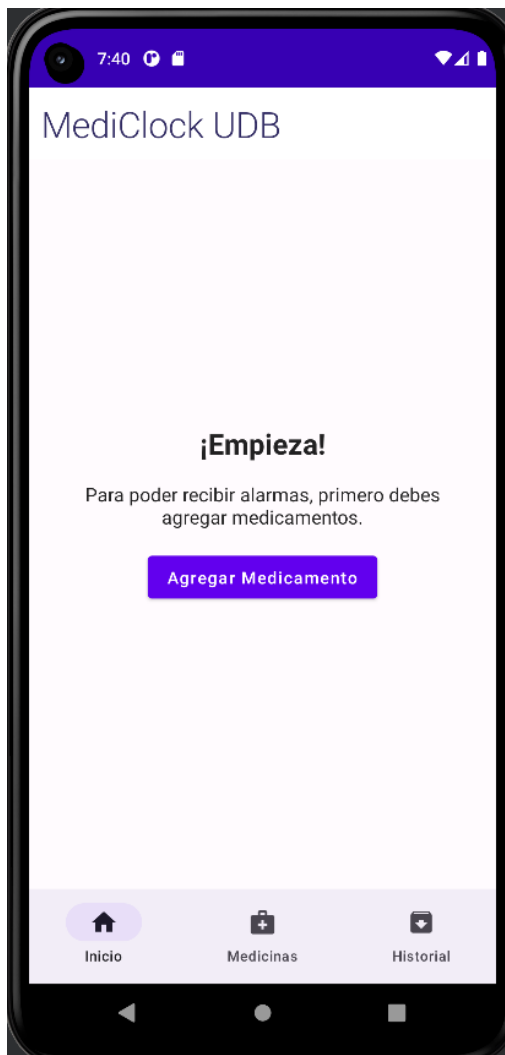 7:40
MediClock UDB
¡Empieza!
Para poder recibir alarmas, primero debes
agregar medicamentos.
Agregar Medicamento
Inicio
Medicinas
Historial